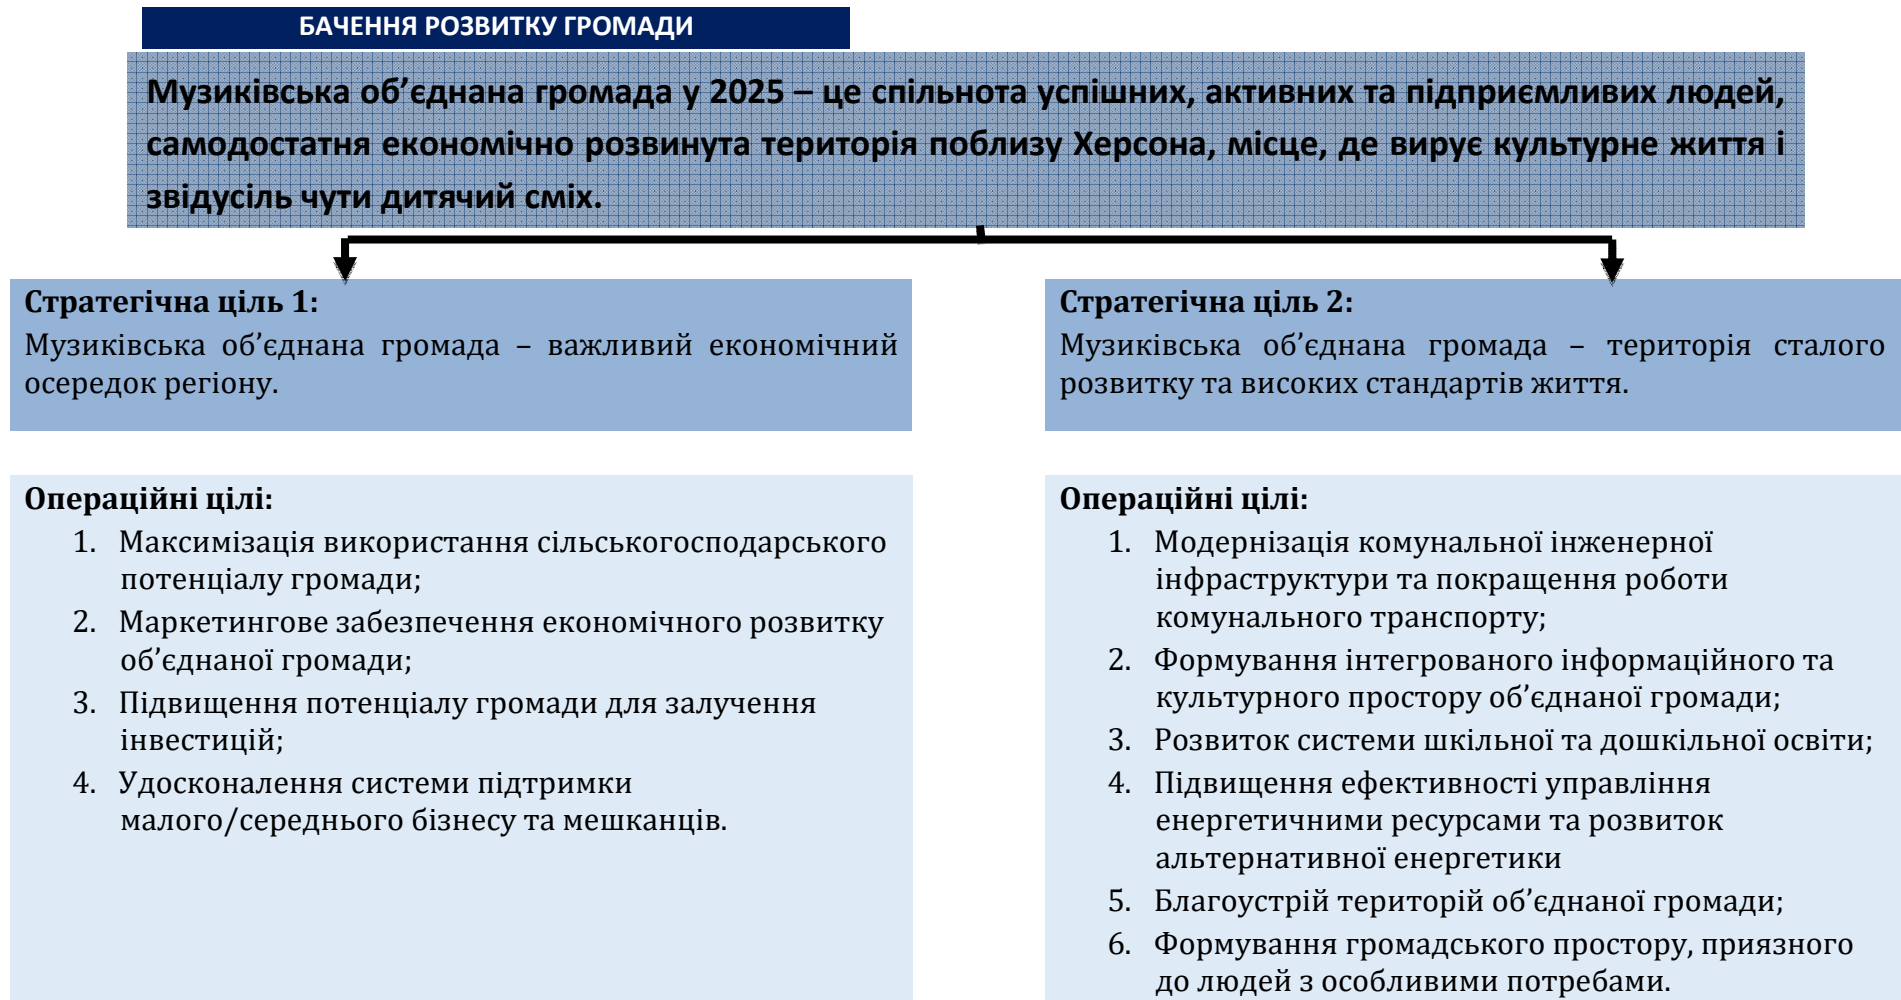 БАЧЕННЯ РОЗВИТКУ ГРОМАДИ
Музиківська об’єднана громада у 2025 – це спільнота успішних, активних та підприємливих людей,
самодостатня економічно розвинута територія поблизу Херсона, місце, де вирує культурне життя і
звідусіль чути дитячий сміх.
Стратегічна ціль 1:
Музиківська об’єднана громада – важливий економічний
осередок регіону.
Стратегічна ціль 2:
Музиківська об’єднана громада – територія сталого
розвитку та високих стандартів життя.
Операційні цілі:
1. Максимізація використання сільськогосподарського
потенціалу громади;
2. Маркетингове забезпечення економічного розвитку
об’єднаної громади;
3. Підвищення потенціалу громади для залучення
інвестицій;
4. Удосконалення системи підтримки
малого/середнього бізнесу та мешканців.
Операційні цілі:
1. Модернізація комунальної інженерної
інфраструктури та покращення роботи
комунального транспорту;
2. Формування інтегрованого інформаційного та
культурного простору об’єднаної громади;
3. Розвиток системи шкільної та дошкільної освіти;
4. Підвищення ефективності управління
енергетичними ресурсами та розвиток
альтернативної енергетики
5. Благоустрій територій об’єднаної громади;
6. Формування громадського простору, приязного
до людей з особливими потребами.